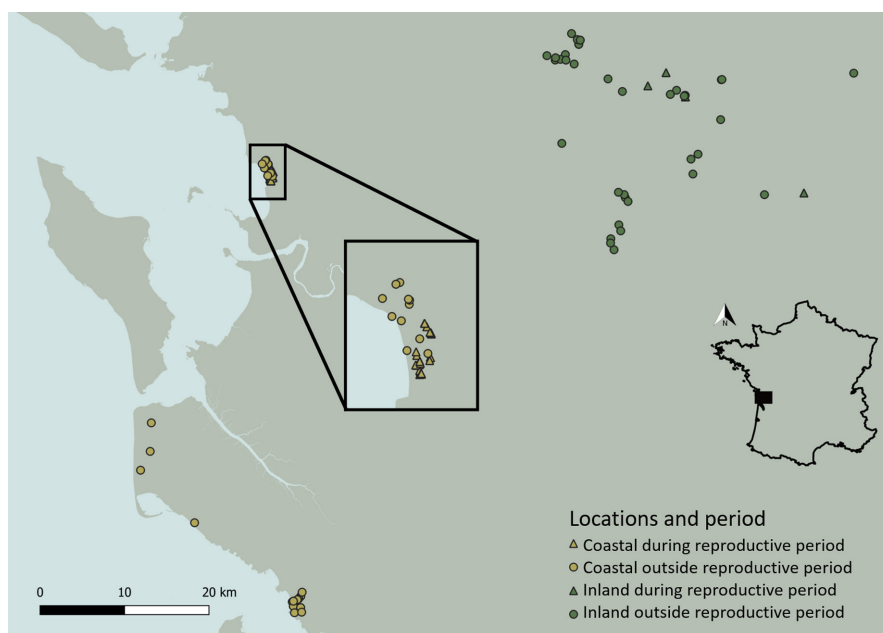 N
Locations and period
Coastal during reproductive period
Coastal outside reproductive period
Inland during reproductive period
Inland outside reproductive period
0 10 20 km